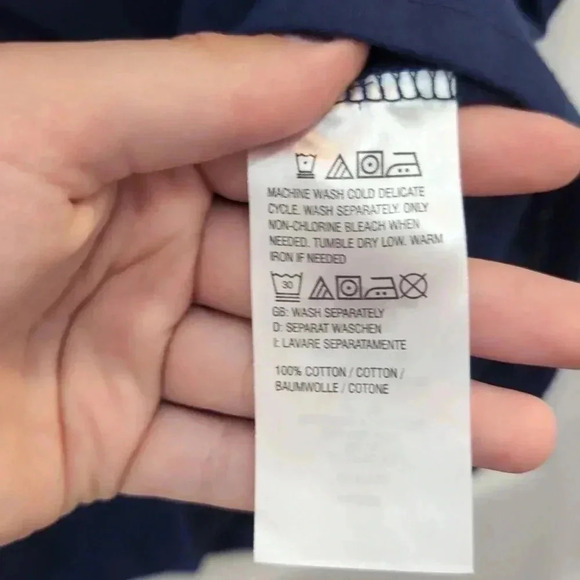 MACHINE WASH COLD DELICATE
CYCLE. WASH SEPARATELY. ONLY
NON-CHLORINE BLEACH WHEN
NEEDED. TUMBLE DRY LOW. WARM
IRON IF NEEDED
30
GB: WASH SEPARATELY
D: SEPARAT WASCHEN
I: LAVARE SEPARATAMENTE
100% COTTON / COTTON /
BAUMWOLLE / COTONE